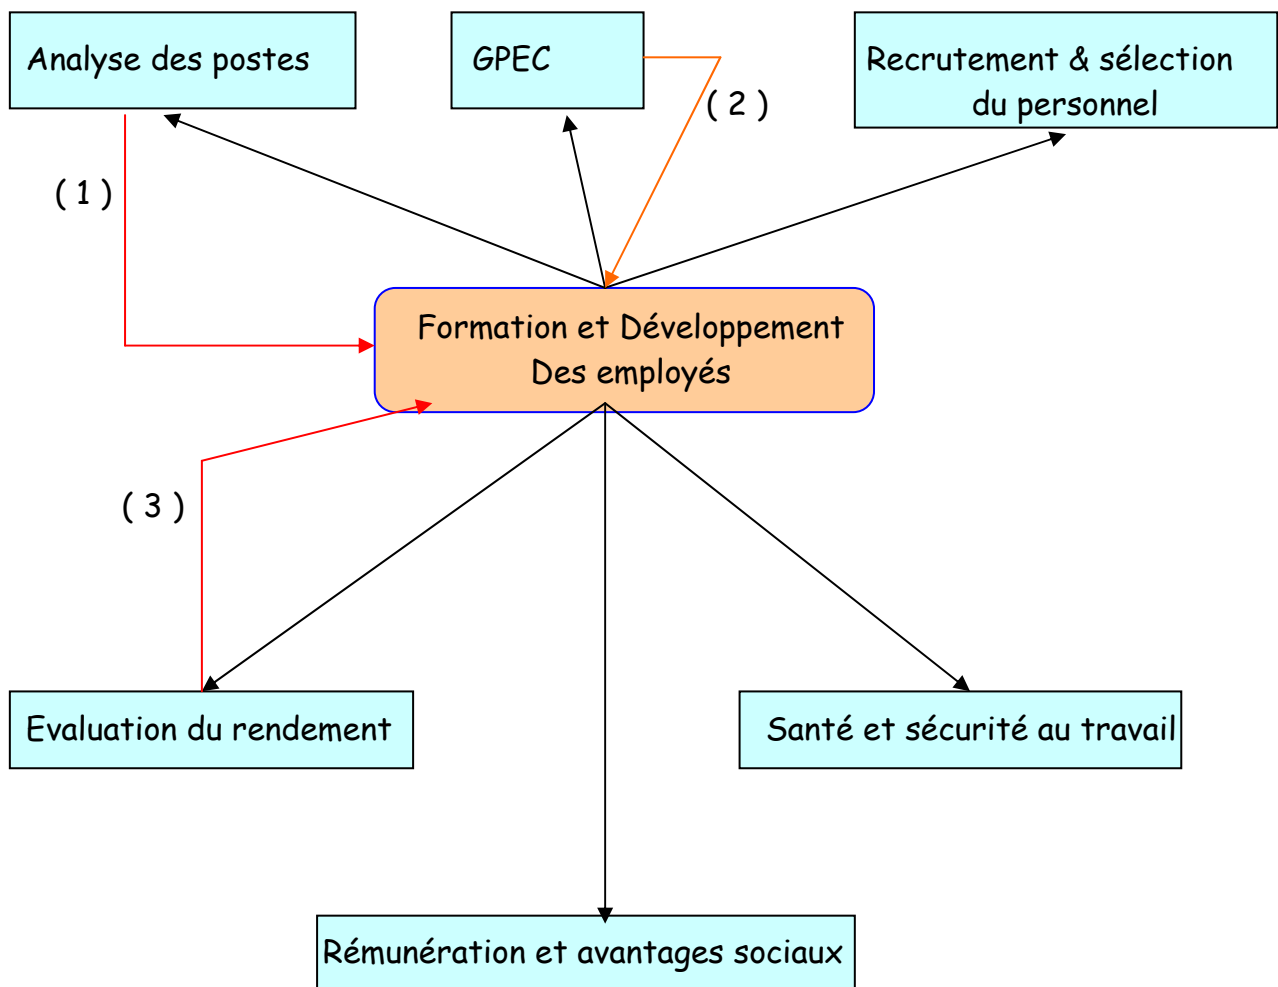 Analyse des postes
GPEC
Recrutement & sélection
du personnel
( 2 )
( 1 )
Formation et Développement
Des employés
( 3 )
Evaluation du rendement
Santé et sécurité au travail
Rémunération et avantages sociaux